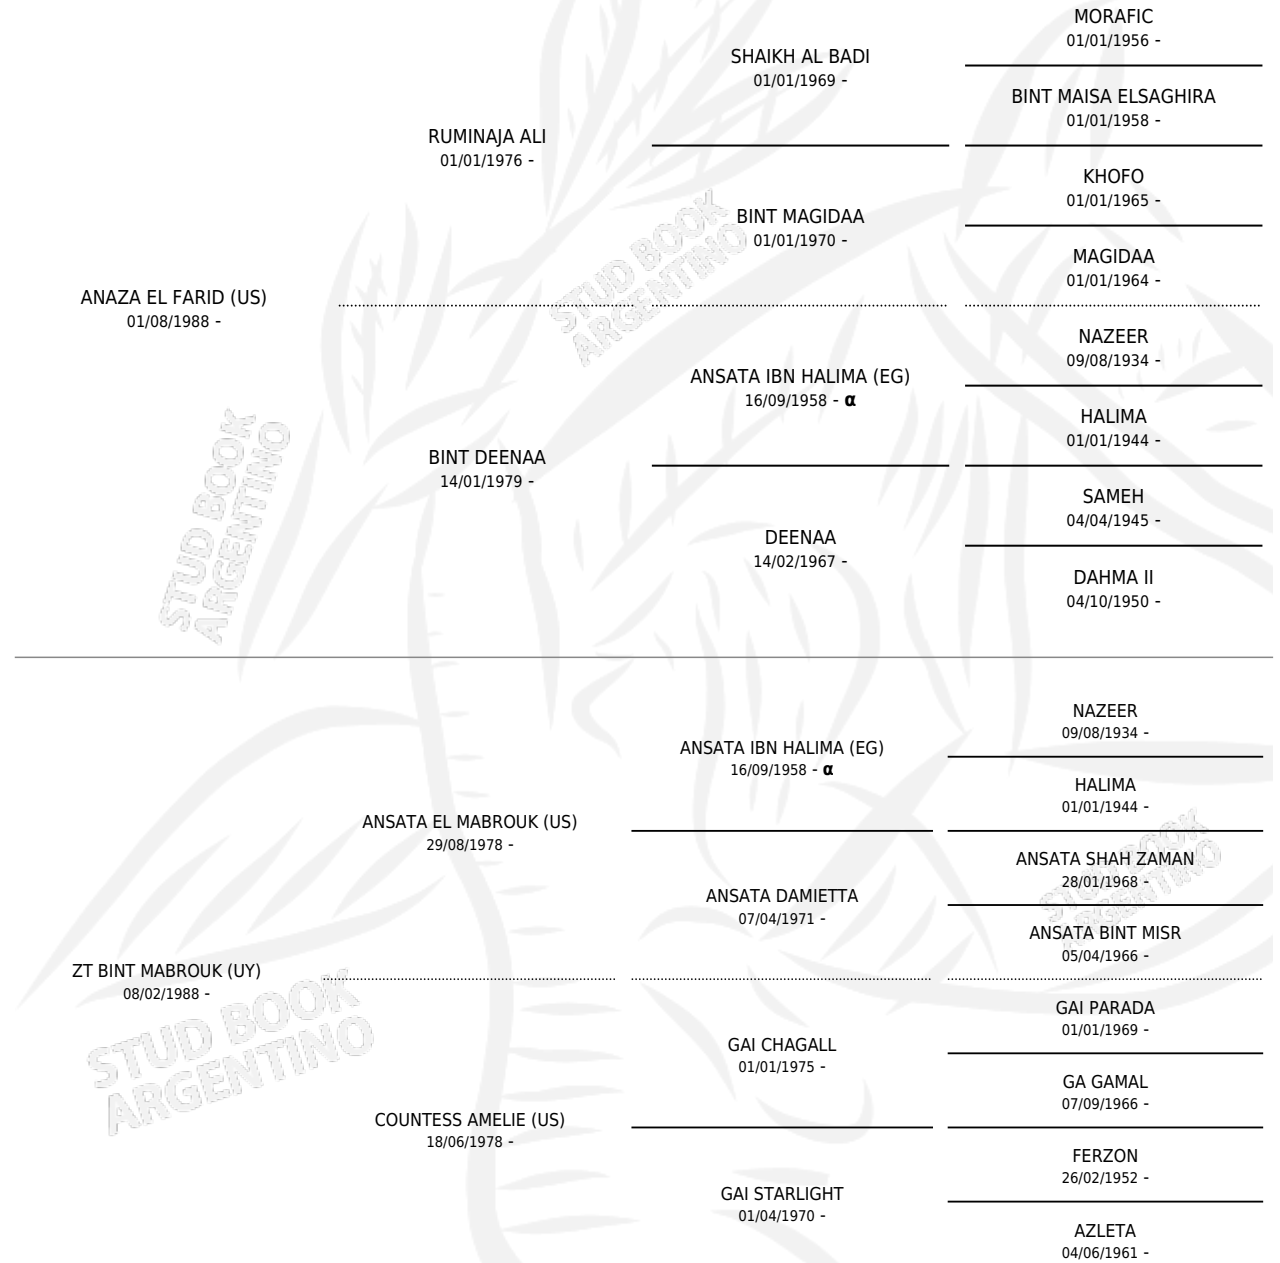 MORAFIC
01/01/1956 -
SHAIKH AL BADI
01/01/1969 -
BINT MAISA ELSAGHIRA
01/01/1958 -
RUMINAJA ALI
01/01/1976 -
KHOFO
01/01/1965 -
BINT MAGIDAA
01/01/1970 -
MAGIDAA
01/01/1964 -
ANAZA EL FARID (US)
01/08/1988 -
NAZEER
09/08/1934 -
ANSATA IBN HALIMA (EG)
16/09/1958 - α
HALIMA
01/01/1944 -
BINT DEENAA
14/01/1979 -
SAMEH
04/04/1945 -
DEENAA
14/02/1967 -
DAHMA II
04/10/1950 -
NAZEER
09/08/1934 -
ANSATA IBN HALIMA (EG)
16/09/1958 - α
HALIMA
01/01/1944 -
ANSATA EL MABROUK (US)
29/08/1978 -
ANSATA SHAH ZAMAN
28/01/1968 -
ANSATA DAMIETTA
07/04/1971 -
ANSATA BINT MISR
05/04/1966 -
ZT BINT MABROUK (UY)
08/02/1988 -
GAI PARADA
01/01/1969 -
GAI CHAGALL
01/01/1975 -
GA GAMAL
07/09/1966 -
COUNTESS AMELIE (US)
18/06/1978 -
FERZON
26/02/1952 -
GAI STARLIGHT
01/04/1970 -
AZLETA
04/06/1961 -
STUD BOOK
ARGENTINO
STUD BOOK
ARGENTINO
STUD BOOK
ARGENTINO
STUD BOOK
ARGENTINO